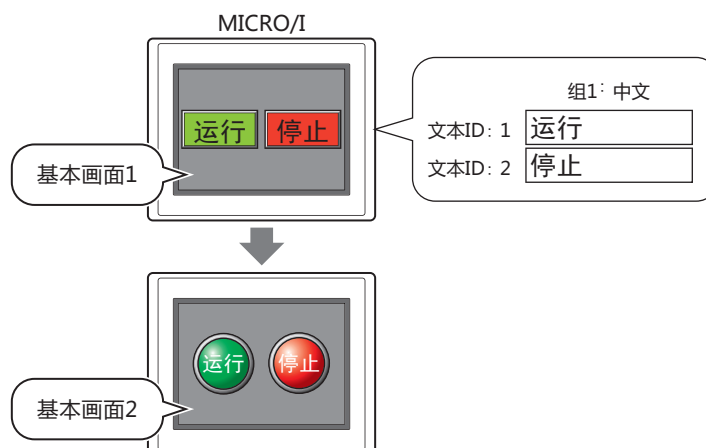 MICRO/I
组1: 中文
运行 停止
文本ID: 1 运行
文本ID: 2 停止
基本画面1
运行 停止
基本画面2